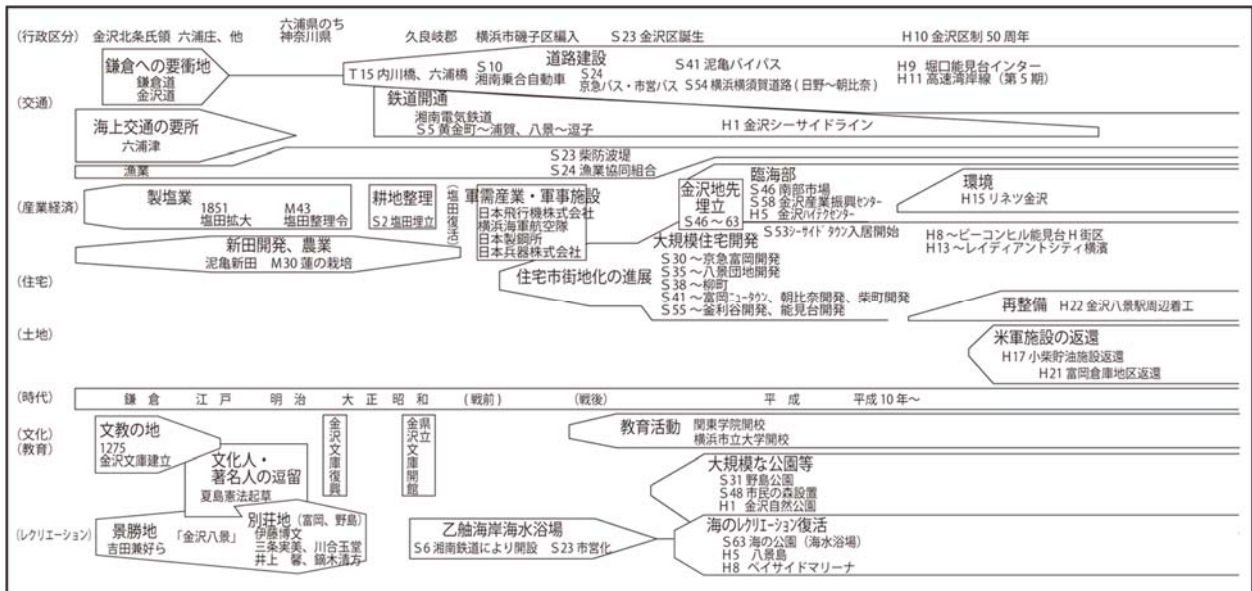 (行政区分) 金沢北条氏領 六浦庄、他 六浦県のち 神奈川県 久良岐郡 横浜市磯子区編入 S23 金沢区誕生 H10 金沢区制 50 周年
(交通)
鎌倉への要衝地
鎌倉道
金沢道
道路建設
T15 内川橋、六浦橋
S10
湘南乗合自動車
S24
京急バス・市営バス
S41 泥亀バイパス
S54 横浜横須賀道路 ( 日野～朝比奈 )
H9 堀口能見台インター
H11 高速湾岸線(第5期)
海上交通の要所
六浦津
鉄道開通
湘南電気鉄道
S5 黄金町～浦賀、八景～逗子
H1 金沢シーサイドライン
漁業
S23 柴防波堤
S24 漁業協同組合
(産業経済)
製塩業
1851
塩田拡大
M43
塩田整理令
耕地整理
S2 塩田埋立
(塩田復活)
軍需産業・軍事施設
日本飛行機株式会社
横浜海軍航空隊
日本製鋼所
日本兵器株式会社
金沢地先
埋立
S46～63
臨海部
S46 南部市場
S58 金沢産業振興センター
H5 金沢ハイテクセンター
環境
H15 リネツ金沢
新田開発、農業
泥亀新田 M30 蓮の栽培
(住宅)
住宅市街地化の進展
S53シーサイドタウン入居開始
大規模住宅開発
S30～京急富岡開発
S35～八景団地開発
S38～柳町
S41～富岡ニュータウン、朝比奈開発、柴町開発
S55～釜利谷開発、能見台開発
H8～ビーコンヒル能見台H街区
H13～レイディアントシティ横濱
再整備 H22 金沢八景駅周辺着工
(土地)
米軍施設の返還
H17 小柴貯油施設返還
H21 富岡倉庫地区返還
(時代) 鎌倉 江戸 明治 大正 昭和 (戦前) (戦後) 平成 平成10年～
(文化)
(教育)
文教の地
1275
金沢文庫建立
文化人・
著名人の逗留
夏島憲法起草
金沢文庫復興
県立金沢文庫開館
教育活動 関東学院開校
横浜市立大学開校
大規模な公園等
S31 野島公園
S48 市民の森設置
H1 金沢自然公園
(レクリエーション)
景勝地 「金沢八景」
吉田兼好ら
別荘地 (富岡、野島)
伊藤博文
三条実美、川合玉堂
井上 馨、鏑木清方
乙舳海岸海水浴場
S6 湘南鉄道により開設 S23 市営化
海のレクリエーション復活
S63 海の公園(海水浴場)
H5 八景島
H8 ベイサイドマリーナ